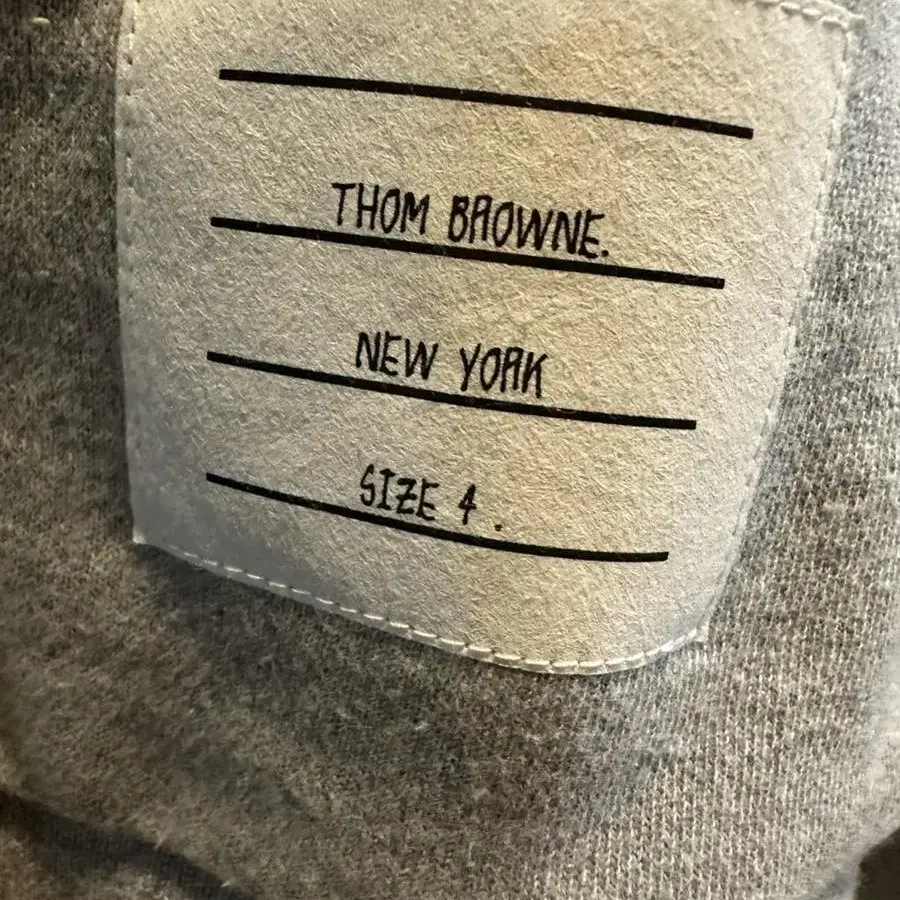 THOM BROWNE.
NEW YORK
SIZE 4 .